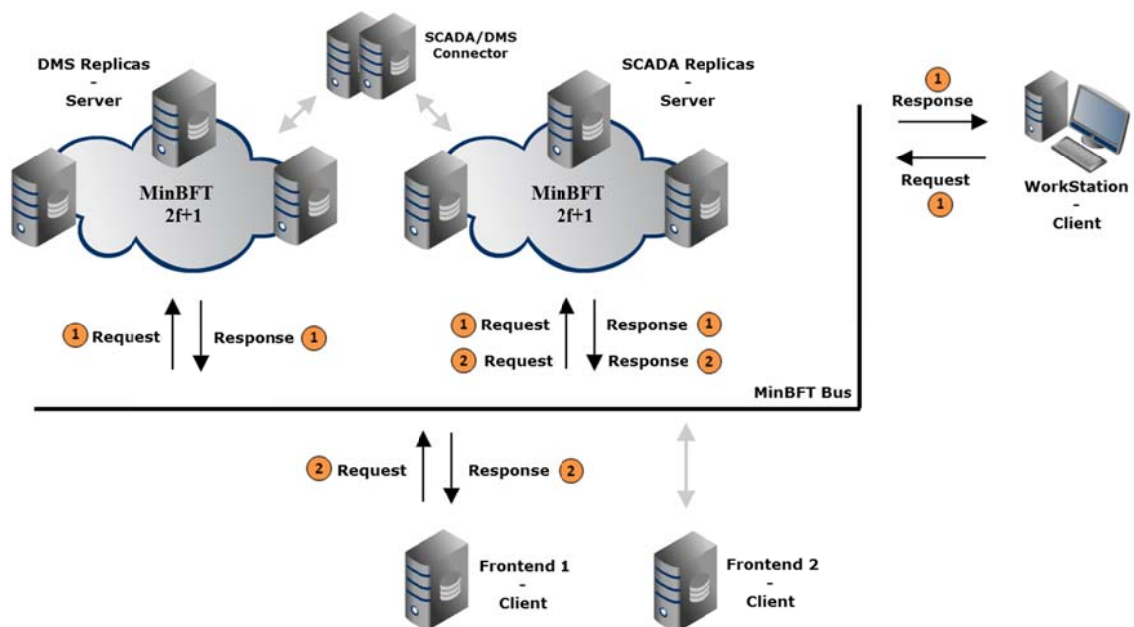 SCADA/DMS
Connector
DMS Replicas
-
Server
SCADA Replicas
-
Server
1
Response
Request
1
WorkStation
-
Client
MinBFT
2f+1
MinBFT
2f+1
1 Request
Response 1
1 Request
Response 1
2 Request
Response 2
MinBFT Bus
2 Request
Response 2
Frontend 1
-
Client
Frontend 2
-
Client